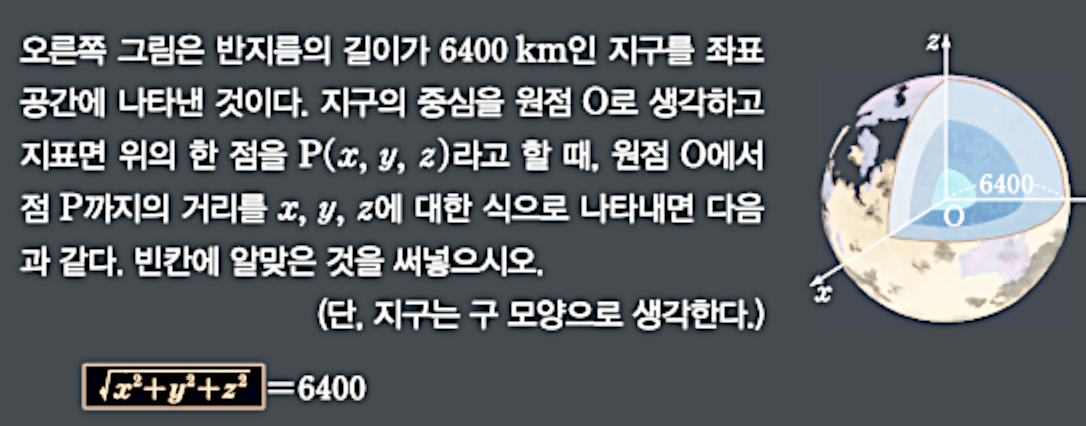 오른쪽 그림은 반지름의 길이가 6400 km인 지구를 좌표
공간에 나타낸 것이다. 지구의 중심을 원점 O로 생각하고
지표면 위의 한 점을 P(x, y, z)라고 할 때, 원점 O에서
점 P까지의 거리를 x, y, z에 대한 식으로 나타내면 다음
과 같다. 빈칸에 알맞은 것을 써넣으시오.
(단, 지구는 구 모양으로 생각한다.)
√x²+y²+z² =6400
z
6400
O
x